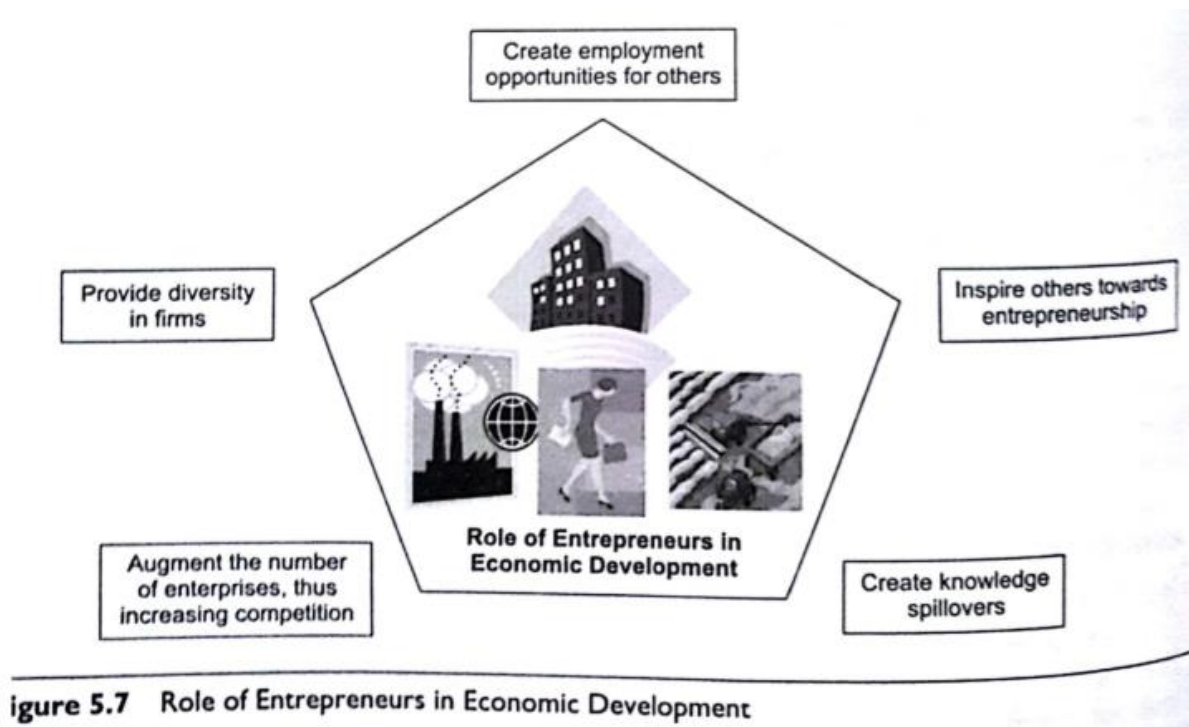 Create employment
opportunities for others
Provide diversity
in firms
Inspire others towards
entrepreneurship
Role of Entrepreneurs in
Economic Development
Augment the number
of enterprises, thus
increasing competition
Create knowledge
spillovers
igure 5.7 Role of Entrepreneurs in Economic Development